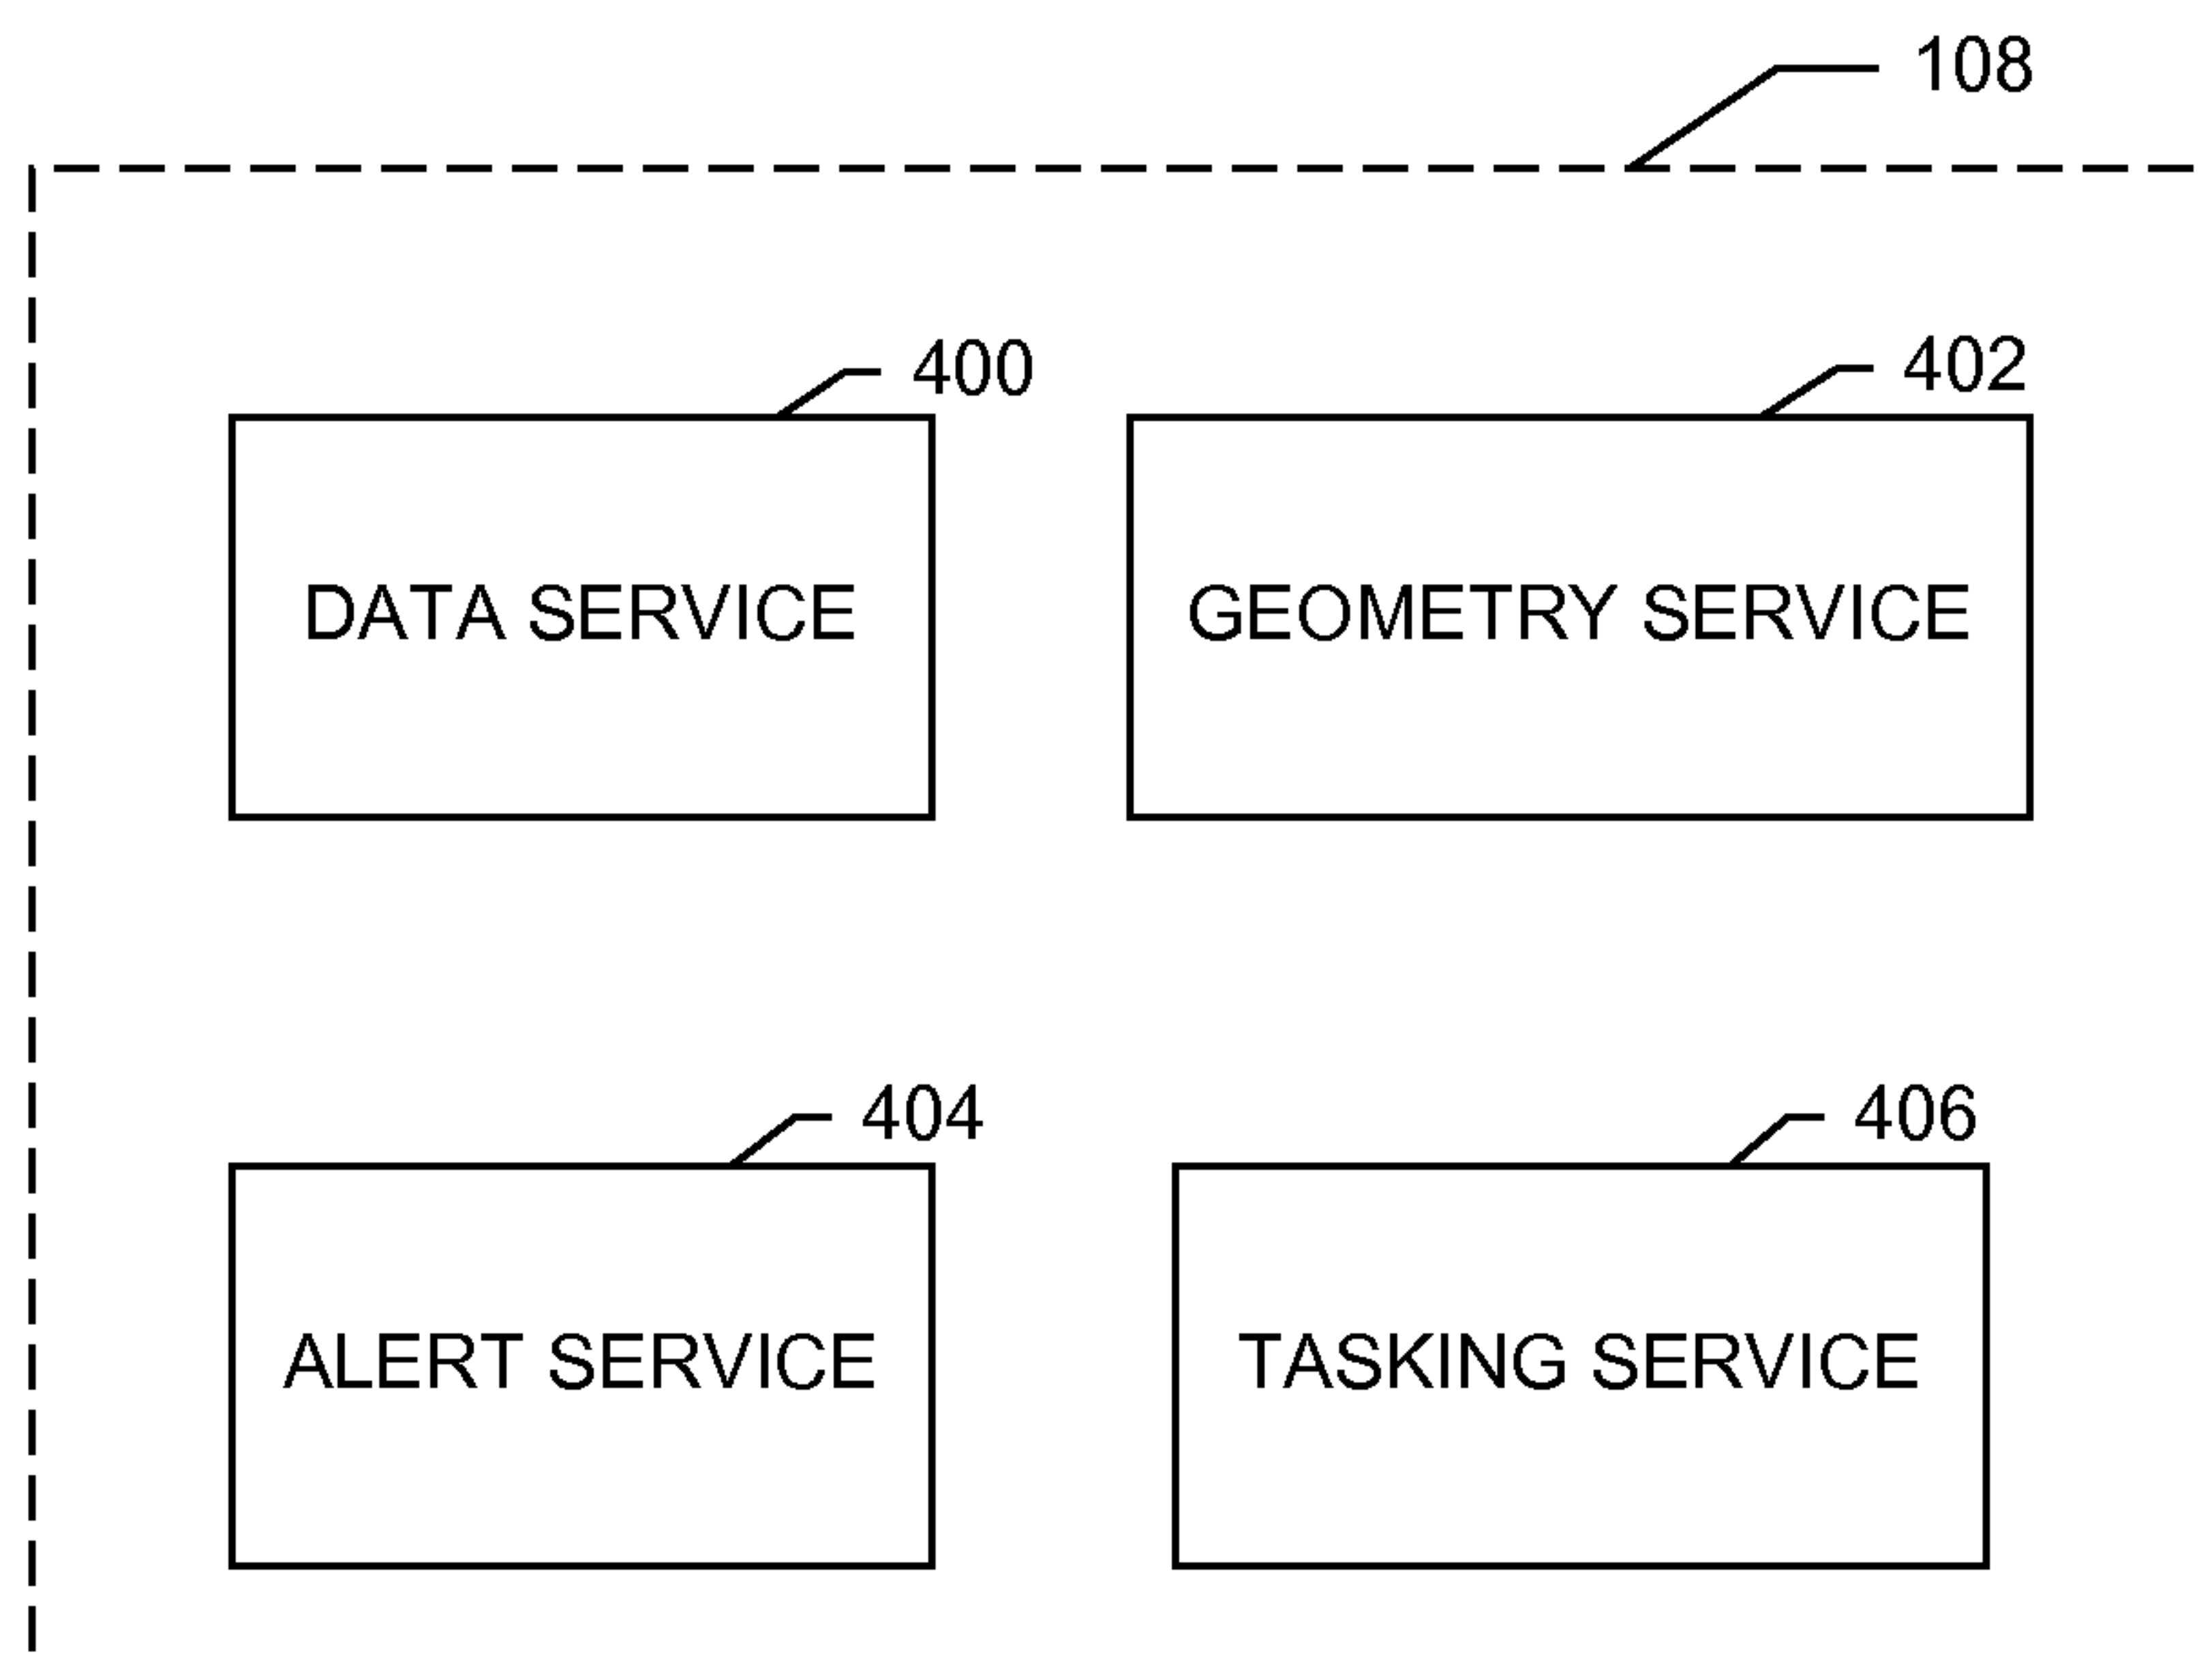 108
400
402
DATA SERVICE
GEOMETRY SERVICE
404
406
ALERT SERVICE
TASKING SERVICE